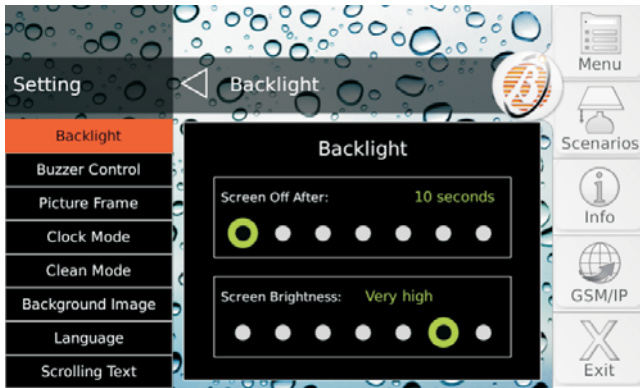 Setting
Backlight
Backlight
Buzzer Control
Picture Frame
Clock Mode
Clean Mode
Background Image
Language
Scrolling Text
Backlight
Screen Off After: 10 seconds
Screen Brightness: Very high
Menu
Scenarios
Info
GSM/IP
Exit